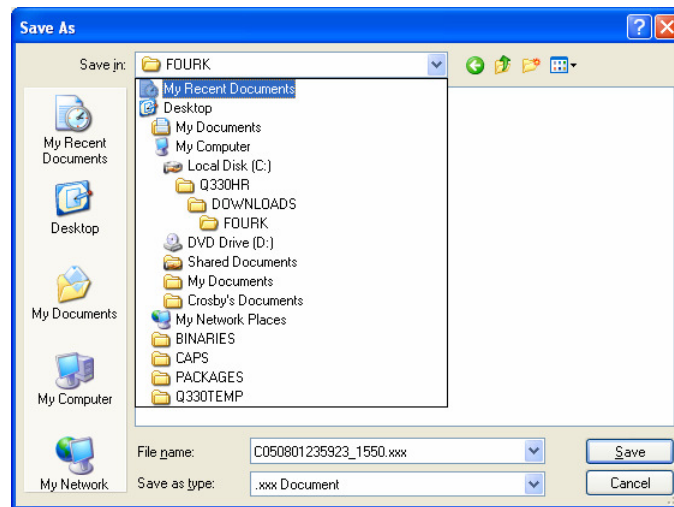 Save As
Save in: FOURK
My Recent Documents
Desktop
My Documents
My Computer
Local Disk (C:)
Q330HR
DOWNLOADS
FOURK
DVD Drive (D:)
Shared Documents
My Documents
Crosby's Documents
My Network Places
BINARIES
CAPS
PACKAGES
Q330TEMP
My Recent
Documents
Desktop
My Documents
My Computer
My Network
File name: C050801235923_1550.xxx Save
Save as type: .xxx Document Cancel